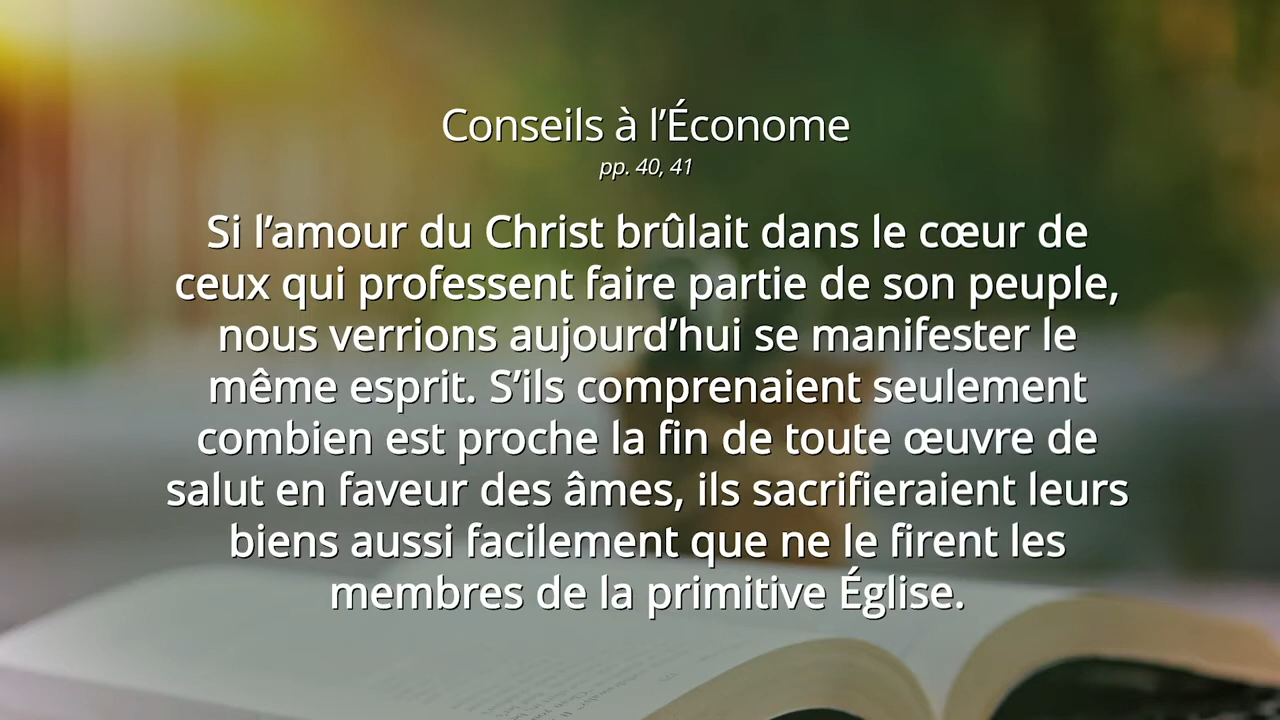 Conseils à l’Économe
pp. 40, 41
Si l’amour du Christ brûlait dans le cœur de
ceux qui professent faire partie de son peuple,
nous verrions aujourd’hui se manifester le
même esprit. S’ils comprenaient seulement
combien est proche la fin de toute œuvre de
salut en faveur des âmes, ils sacrifieraient leurs
biens aussi facilement que ne le firent les
membres de la primitive Église.